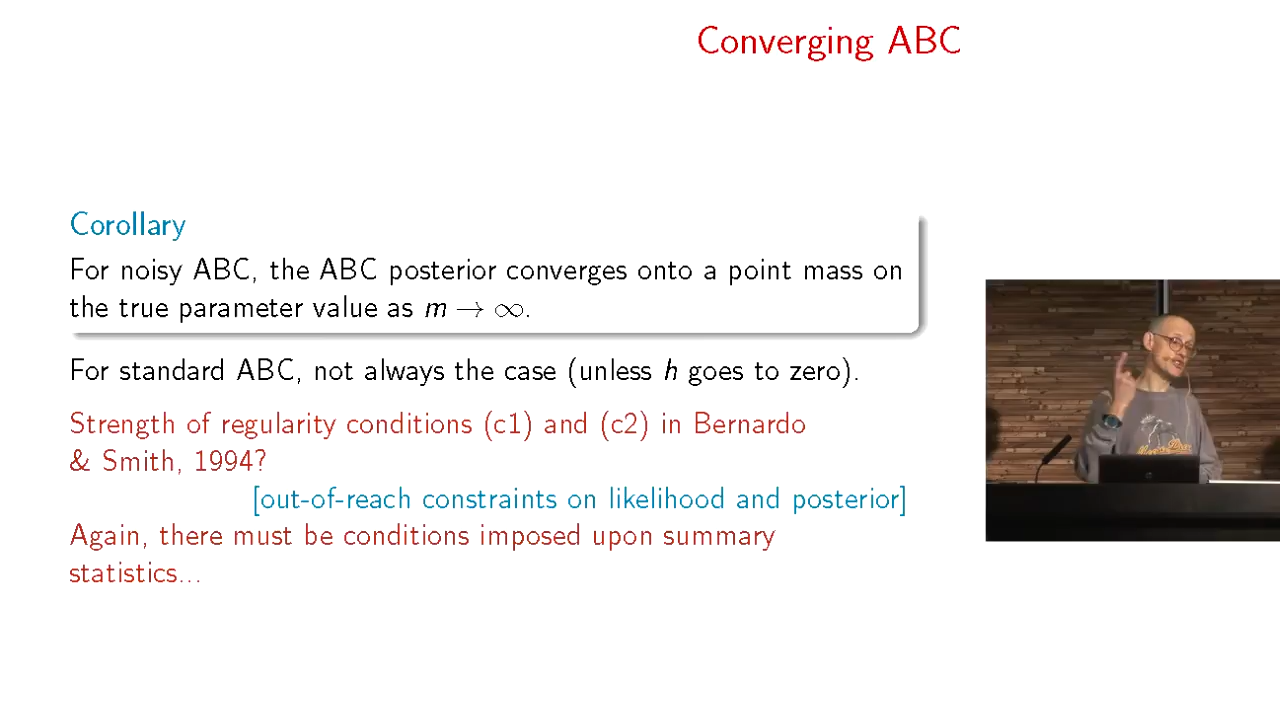 Converging ABC
Corollary
For noisy ABC, the ABC posterior converges onto a point mass on
the true parameter value as m → ∞.
For standard ABC, not always the case (unless h goes to zero).
Strength of regularity conditions (c1) and (c2) in Bernardo
& Smith, 1994?
[out-of-reach constraints on likelihood and posterior]
Again, there must be conditions imposed upon summary
statistics...